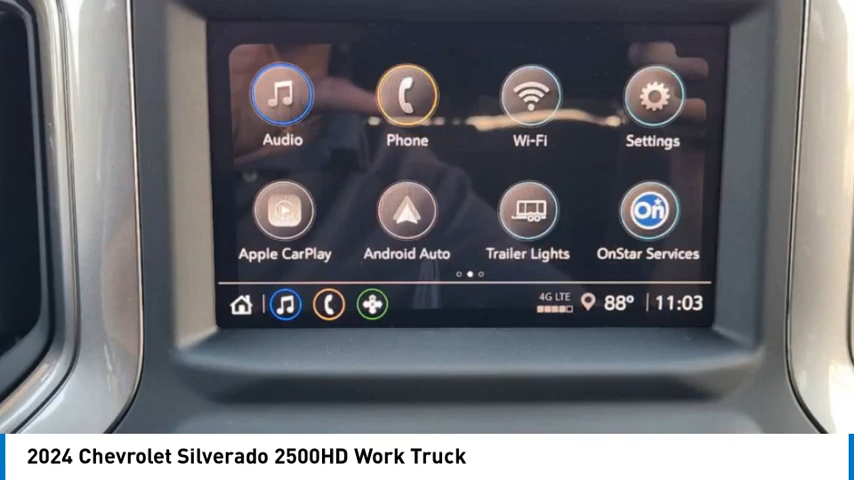 Audio Phone Wi-Fi Settings
On
Apple CarPlay Android Auto Trailer Lights OnStar Services
4G LTE 88° 11:03
2024 Chevrolet Silverado 2500HD Work Truck